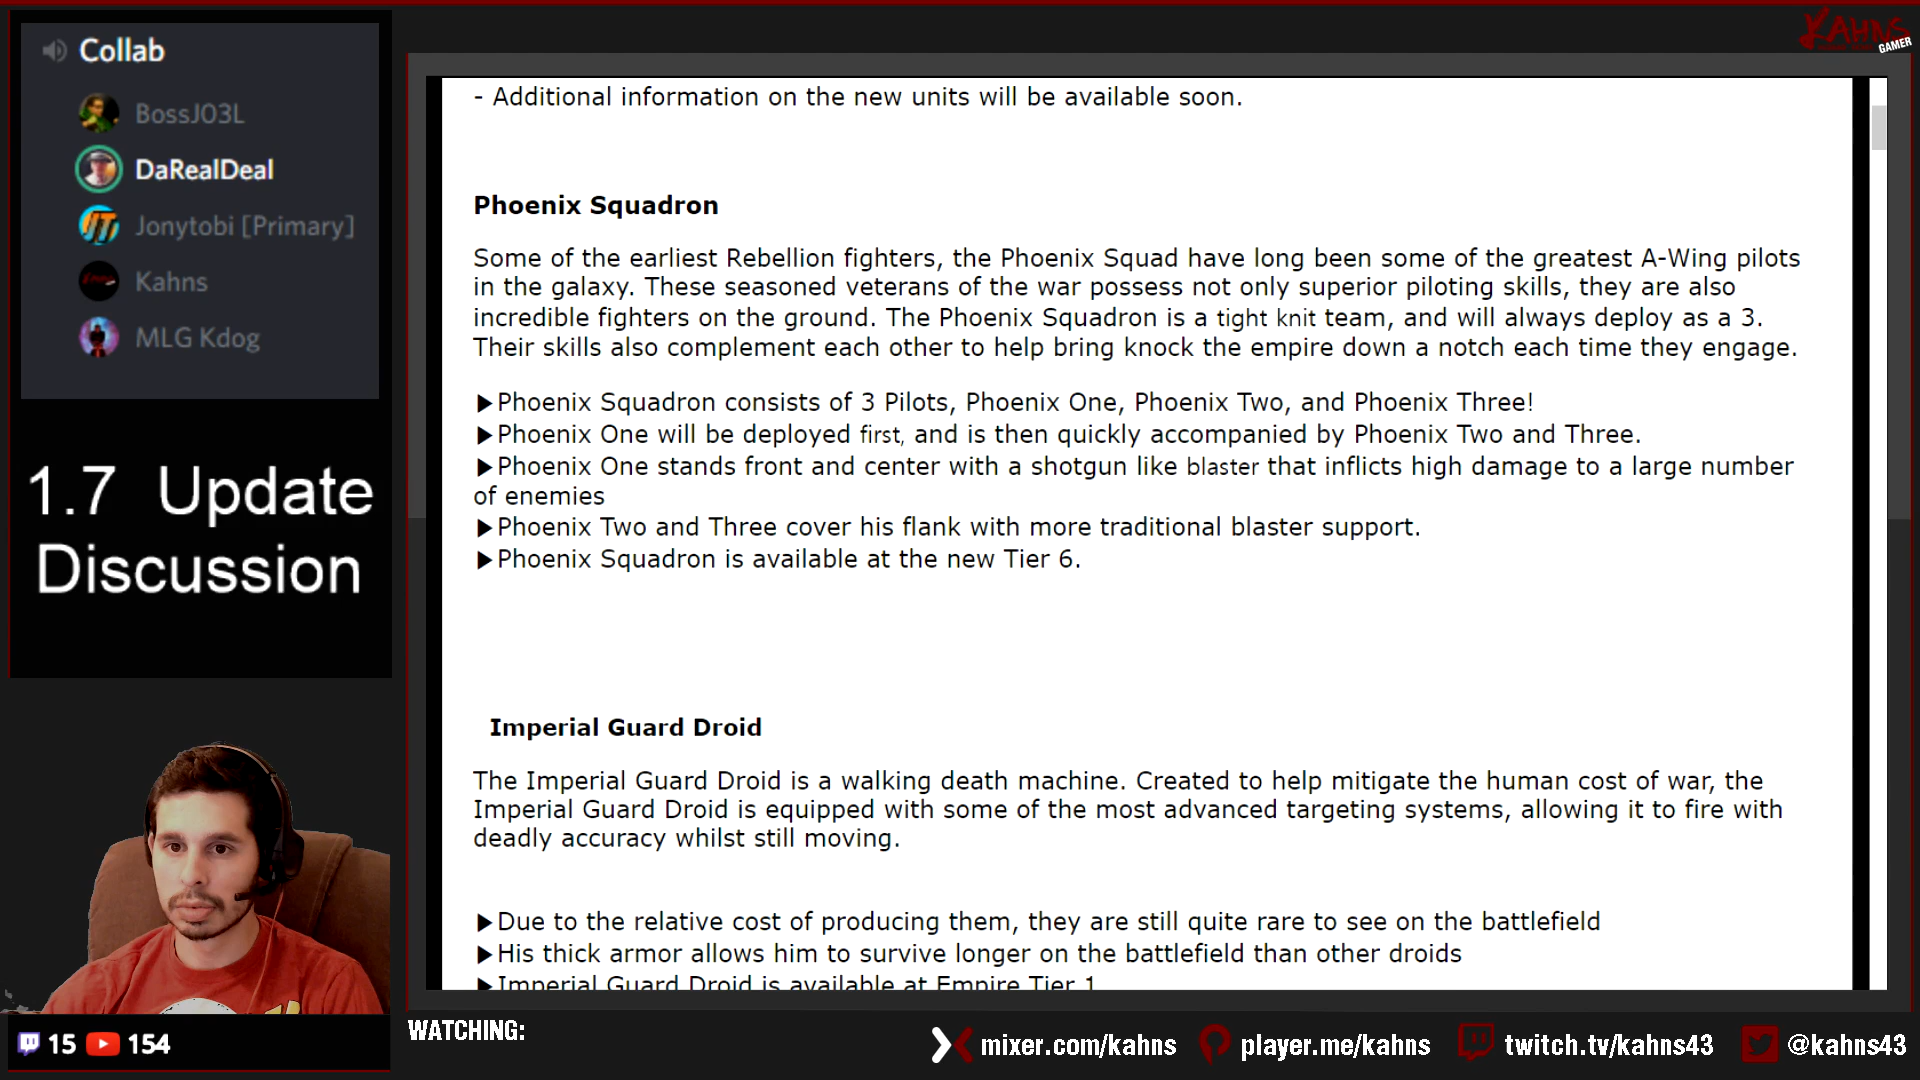 Collab
BossJ03L
DaRealDeal
Jonytobi [Primary]
Kahns
MLG Kdog
1.7 Update
Discussion
15 154
KAHNS
GAMER
- Additional information on the new units will be available soon.
Phoenix Squadron
Some of the earliest Rebellion fighters, the Phoenix Squad have long been some of the greatest A-Wing pilots
in the galaxy. These seasoned veterans of the war possess not only superior piloting skills, they are also
incredible fighters on the ground. The Phoenix Squadron is a tight knit team, and will always deploy as a 3.
Their skills also complement each other to help bring knock the empire down a notch each time they engage.
▶Phoenix Squadron consists of 3 Pilots, Phoenix One, Phoenix Two, and Phoenix Three!
▶Phoenix One will be deployed first, and is then quickly accompanied by Phoenix Two and Three.
▶Phoenix One stands front and center with a shotgun like blaster that inflicts high damage to a large number
of enemies
▶Phoenix Two and Three cover his flank with more traditional blaster support.
▶Phoenix Squadron is available at the new Tier 6.
Imperial Guard Droid
The Imperial Guard Droid is a walking death machine. Created to help mitigate the human cost of war, the
Imperial Guard Droid is equipped with some of the most advanced targeting systems, allowing it to fire with
deadly accuracy whilst still moving.
▶Due to the relative cost of producing them, they are still quite rare to see on the battlefield
▶His thick armor allows him to survive longer on the battlefield than other droids
▶Imperial Guard Droid is available at Empire Tier 1
WATCHING:
mixer.com/kahns player.me/kahns twitch.tv/kahns43 @kahns43